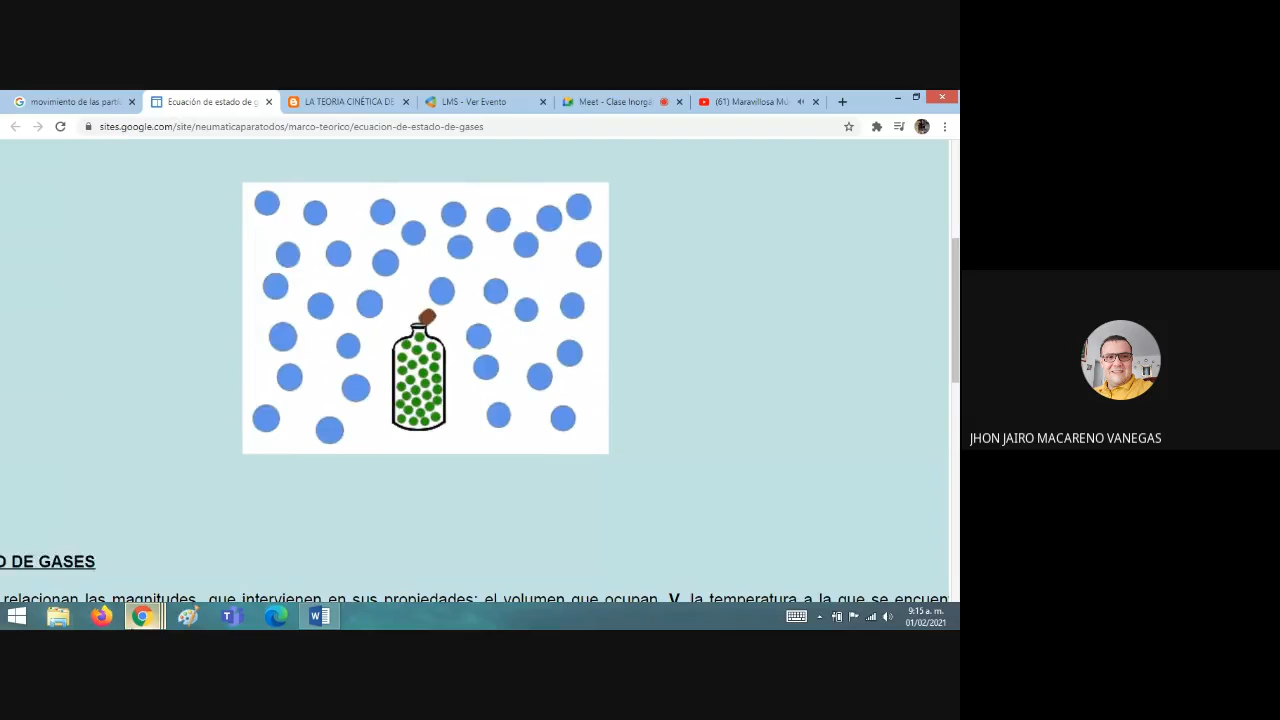 movimiento de las partíc
Ecuación de estado de g
LA TEORIA CINÉTICA DE
LMS - Ver Evento
Meet - Clase Inorgá
(61) Maravillosa Mú
sites.google.com/site/neumaticaparatodos/marco-teorico/ecuacion-de-estado-de-gases
O DE GASES
relacionan las magnitudes que intervienen en sus propiedades: el volumen que ocupan, V, la temperatura a la que se encuen
9:15 a. m.
01/02/2021
JHON JAIRO MACARENO VANEGAS